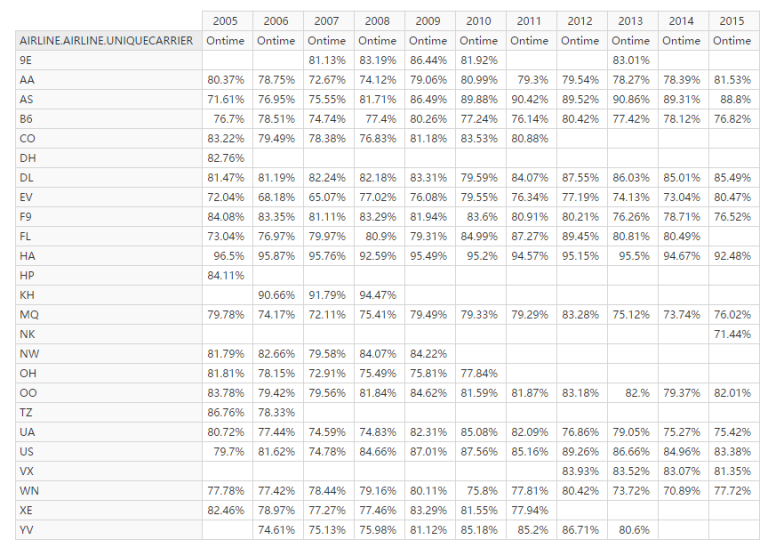 2005 2006 2007 2008 2009 2010 2011 2012 2013 2014 2015
AIRLINE.AIRLINE.UNIQUECARRIER Ontime Ontime Ontime Ontime Ontime Ontime Ontime Ontime Ontime Ontime Ontime
9E 81.13% 83.19% 86.44% 81.92% 83.01%
AA 80.37% 78.75% 72.67% 74.12% 79.06% 80.99% 79.3% 79.54% 78.27% 78.39% 81.53%
AS 71.61% 76.95% 75.55% 81.71% 86.49% 89.88% 90.42% 89.52% 90.86% 89.31% 88.8%
B6 76.7% 78.51% 74.74% 77.4% 80.26% 77.24% 76.14% 80.42% 77.42% 78.12% 76.82%
CO 83.22% 79.49% 78.38% 76.83% 81.18% 83.53% 80.88%
DH 82.76%
DL 81.47% 81.19% 82.24% 82.18% 83.31% 79.59% 84.07% 87.55% 86.03% 85.01% 85.49%
EV 72.04% 68.18% 65.07% 77.02% 76.08% 79.55% 76.34% 77.19% 74.13% 73.04% 80.47%
F9 84.08% 83.35% 81.11% 83.29% 81.94% 83.6% 80.91% 80.21% 76.26% 78.71% 76.52%
FL 73.04% 76.97% 79.97% 80.9% 79.31% 84.99% 87.27% 89.45% 80.81% 80.49%
HA 96.5% 95.87% 95.76% 92.59% 95.49% 95.2% 94.57% 95.15% 95.5% 94.67% 92.48%
HP 84.11%
KH 90.66% 91.79% 94.47%
MQ 79.78% 74.17% 72.11% 75.41% 79.49% 79.33% 79.29% 83.28% 75.12% 73.74% 76.02%
NK 71.44%
NW 81.79% 82.66% 79.58% 84.07% 84.22%
OH 81.81% 78.15% 72.91% 75.49% 75.81% 77.84%
OO 83.78% 79.42% 79.56% 81.84% 84.62% 81.59% 81.87% 83.18% 82.% 79.37% 82.01%
TZ 86.76% 78.33%
UA 80.72% 77.44% 74.59% 74.83% 82.31% 85.08% 82.09% 76.86% 79.05% 75.27% 75.42%
US 79.7% 81.62% 74.78% 84.66% 87.01% 87.56% 85.16% 89.26% 86.66% 84.96% 83.38%
VX 83.93% 83.52% 83.07% 81.35%
WN 77.78% 77.42% 78.44% 79.16% 80.11% 75.8% 77.81% 80.42% 73.72% 70.89% 77.72%
XE 82.46% 78.97% 77.27% 77.46% 83.29% 81.55% 77.94%
YV 74.61% 75.13% 75.98% 81.12% 85.18% 85.2% 86.71% 80.6%